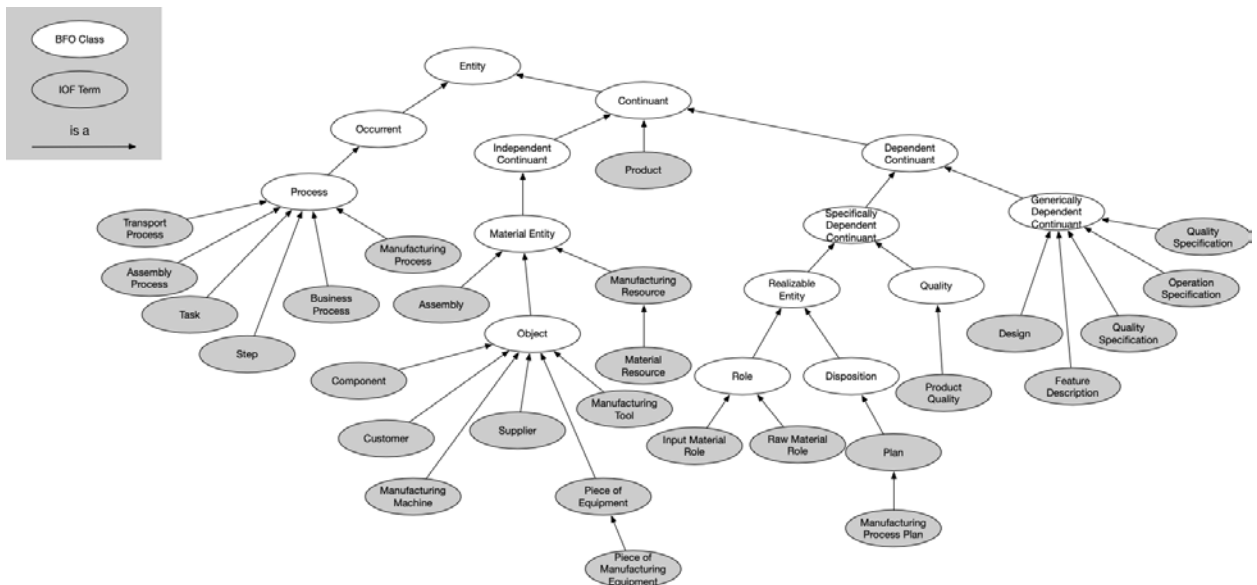 BFO Class
IOF Term
is a
Entity
Continuant
Occurrent
Independent
Continuant
Product
Dependent
Continuant
Process
Transport
Process
Assembly
Process
Task
Step
Business
Process
Manufacturing
Process
Material Entity
Assembly
Manufacturing
Resource
Material
Resource
Object
Component
Customer
Manufacturing
Machine
Supplier
Manufacturing
Tool
Piece of
Equipment
Piece of
Manufacturing
Equipment
Specifically
Dependent
Continuant
Realizable
Entity
Quality
Role
Disposition
Input Material
Role
Raw Material
Role
Plan
Manufacturing
Process Plan
Product
Quality
Generically
Dependent
Continuant
Quality
Specification
Operation
Specification
Quality
Specification
Feature
Description
Design